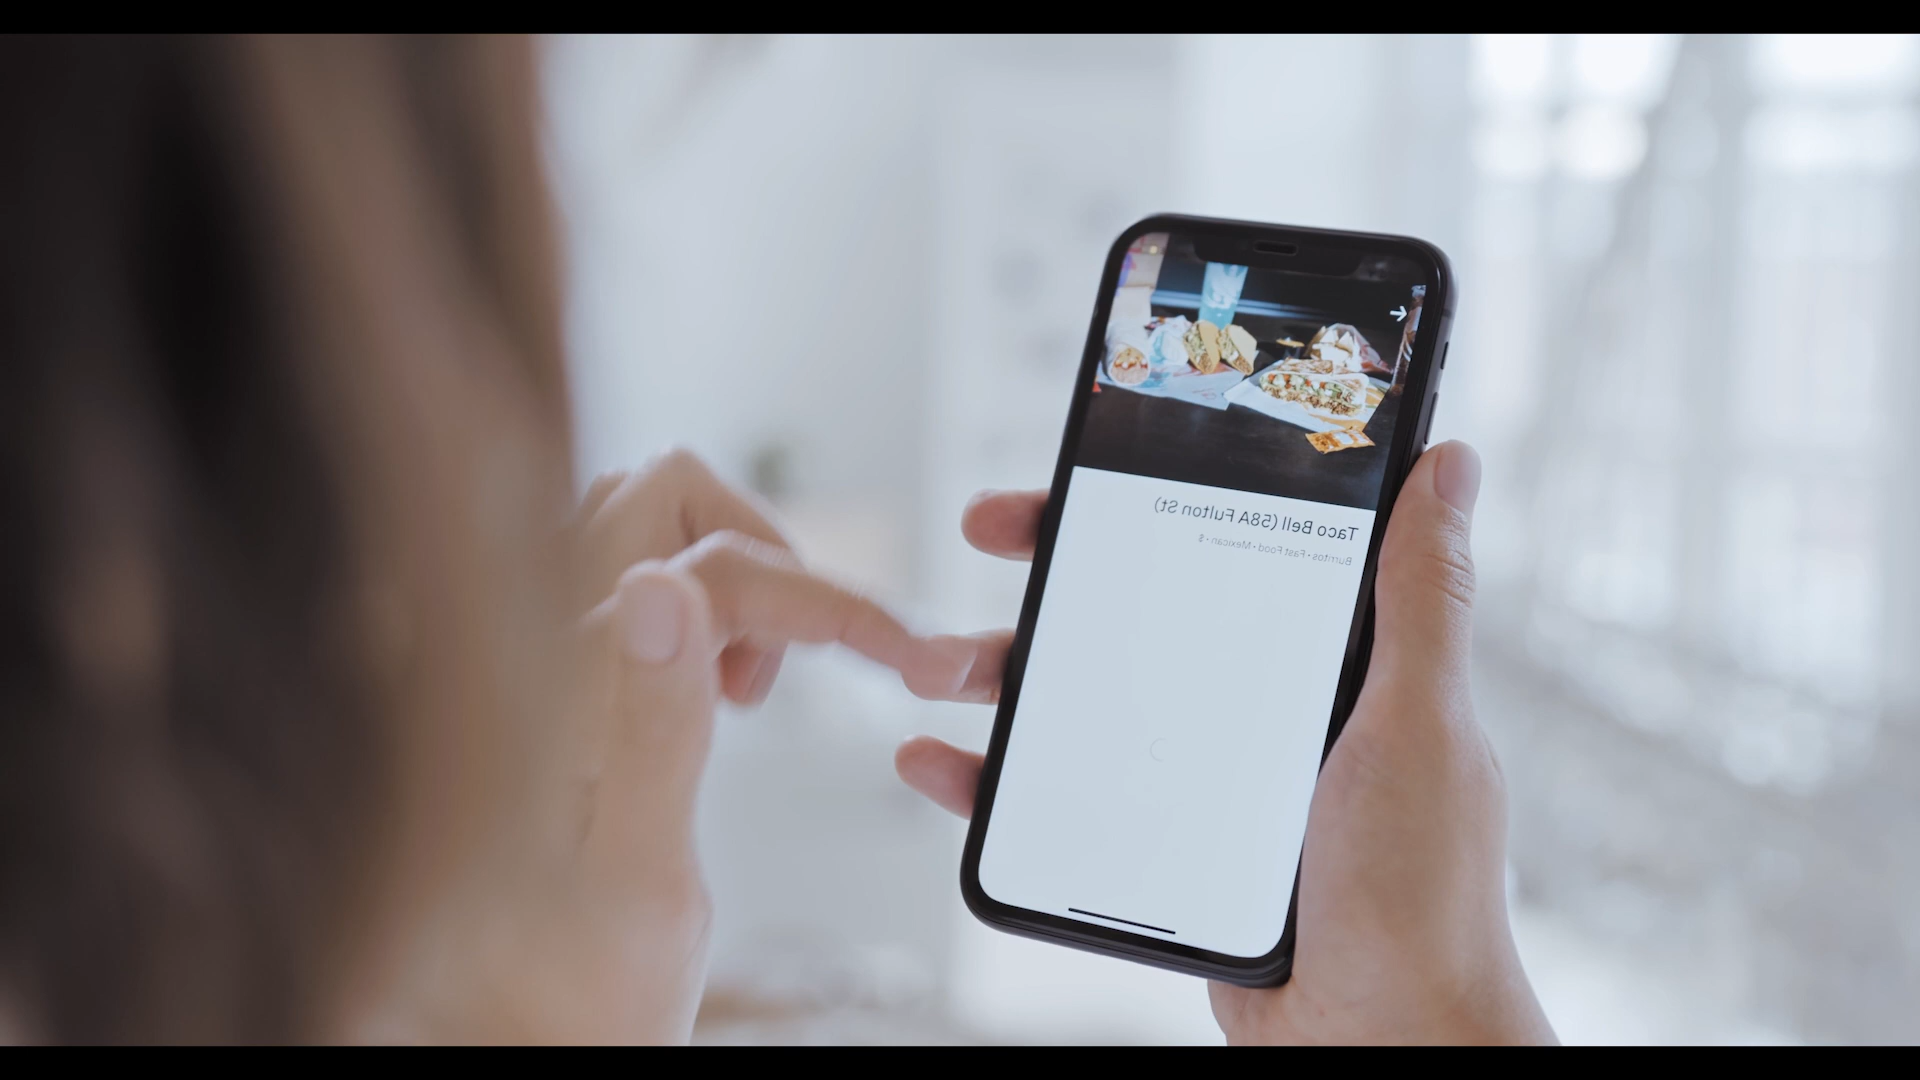 Taco Bell (58A Fulton St)
Burritos • Fast Food • Mexican • $